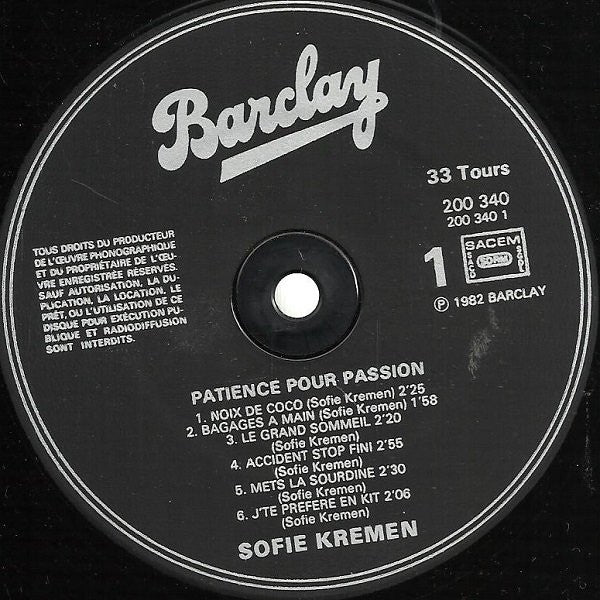 Barclay
33 Tours
200 340
200 340 1
TOUS DROITS DU PRODUCTEUR
DE L'ŒUVRE PHONOGRAPHIQUE
ET DU PROPRIÉTAIRE DE L'ŒU-
VRE ENREGISTRÉE RÉSERVÉS.
SAUF AUTORISATION, LA DU-
PLICATION, LA LOCATION, LE
PRÊT, OU L'UTILISATION DE CE
DISQUE POUR EXÉCUTION PU-
BLIQUE ET RADIODIFFUSION
SONT INTERDITS.
1
SACEM
SACD
SDRM
SGDL
℗ 1982 BARCLAY
PATIENCE POUR PASSION
1. NOIX DE COCO (Sofie Kremen) 2'25
2. BAGAGES A MAIN (Sofie Kremen) 1'58
3. LE GRAND SOMMEIL 2'20
(Sofie Kremen)
4. ACCIDENT STOP FINI 2'55
(Sofie Kremen)
5. METS LA SOURDINE 2'30
(Sofie Kremen)
6. J'TE PREFERE EN KIT 2'06
(Sofie Kremen)
SOFIE KREMEN